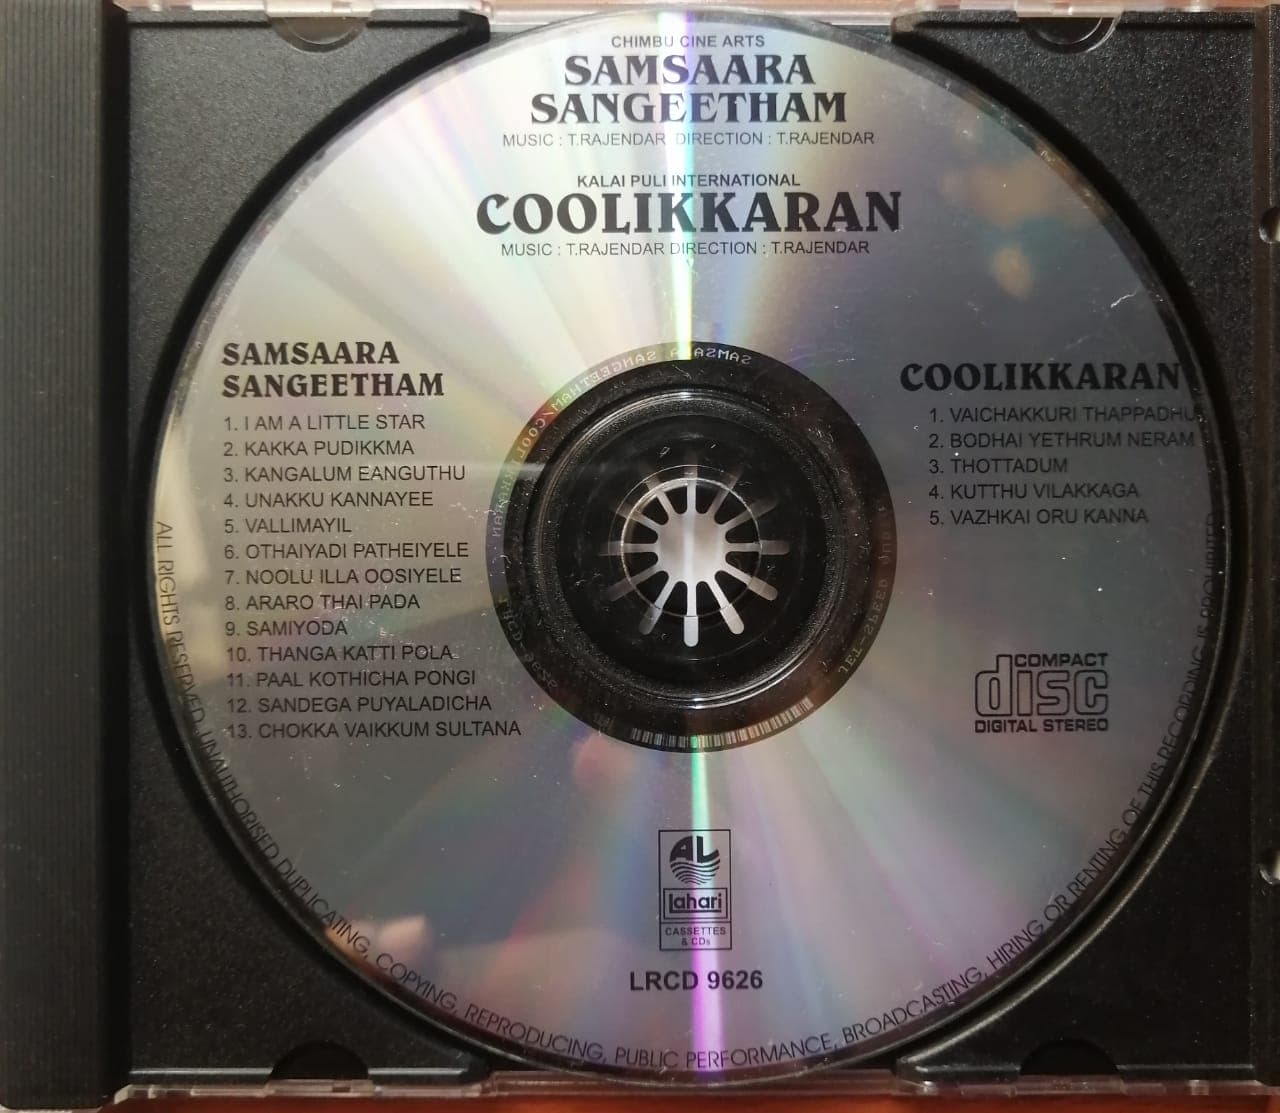 CHIMBU CINE ARTS
SAMSAARA
SANGEETHAM
MUSIC : T.RAJENDAR DIRECTION : T.RAJENDAR
KALAI PULI INTERNATIONAL
COOLIKKARAN
MUSIC : T.RAJENDAR DIRECTION : T.RAJENDAR
SAMSAARA
SANGEETHAM
1. I AM A LITTLE STAR
2. KAKKA PUDIKKMA
3. KANGALUM EANGUTHU
4. UNAKKU KANNAYEE
5. VALLIMAYIL
6. OTHAIYADI PATHEIYELE
7. NOOLU ILLA OOSIYELE
8. ARARO THAI PADA
9. SAMIYODA
10. THANGA KATTI POLA
11. PAAL KOTHICHA PONGI
12. SANDEGA PUYALADICHA
13. CHOKKA VAIKKUM SULTANA
COOLIKKARAN
1. VAICHAKKURI THAPPADHU
2. BODHAI YETHRUM NERAM
3. THOTTADUM
4. KUTTHU VILAKKAGA
5. VAZHKAI ORU KANNA
SAMSARA SANGEETHAM\COOLIKKARAN
COMPACT
disc
DIGITAL STEREO
AL
lahari
CASSETTES
& CDs
LRCD 9626
ALL RIGHTS RESERVED. UNAUTHORISED DUPLICATING, COPYING, REPRODUCING, PUBLIC PERFORMANCE, BROADCASTING, HIRING OR RENTING OF THIS RECORDING IS PROHIBITED